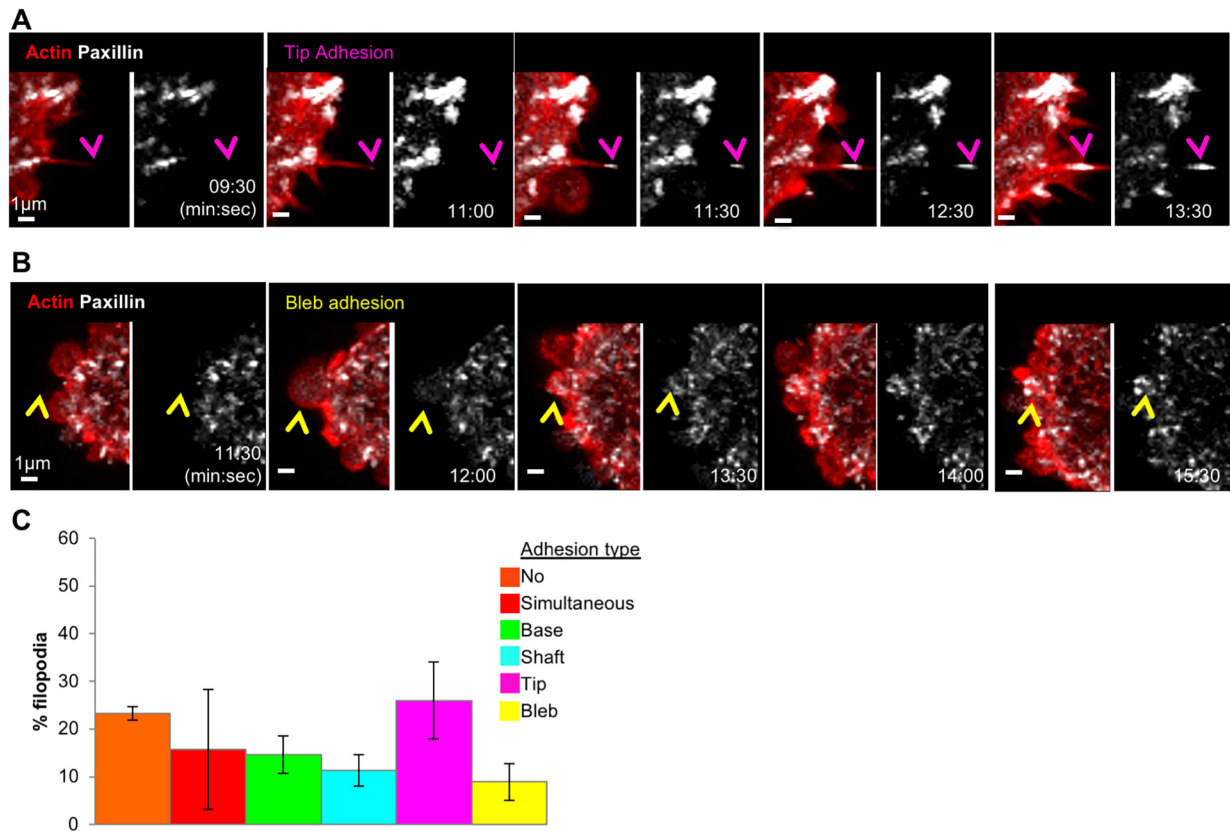 A
Actin Paxillin
Tip Adhesion
1µm
09:30
(min:sec)
11:00
11:30
12:30
13:30
B
Actin Paxillin
Bleb adhesion
1µm
11:30
(min:sec)
12:00
13:30
14:00
15:30
C
60
50
40
30
20
10
0
% filopodia
Adhesion type
No
Simultaneous
Base
Shaft
Tip
Bleb